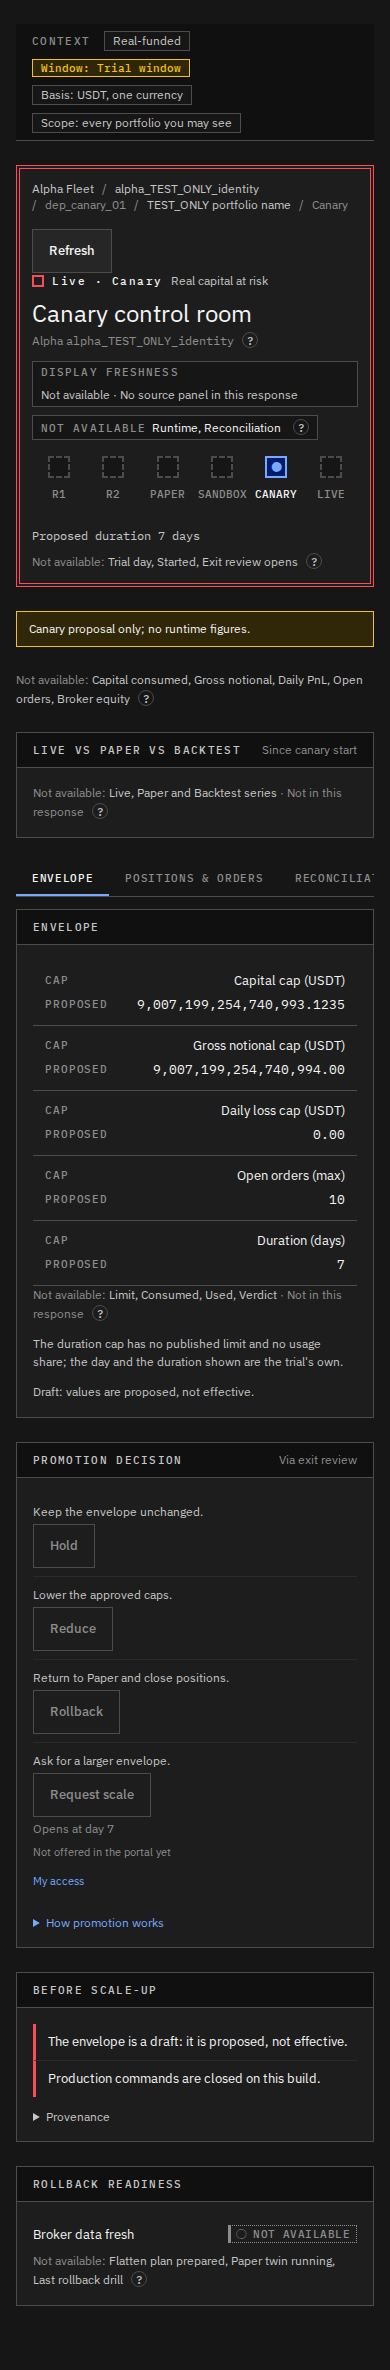 CONTEXT Real-funded
Window: Trial window
Basis: USDT, one currency
Scope: every portfolio you may see
Alpha Fleet / alpha_TEST_ONLY_identity
/ dep_canary_01 / TEST_ONLY portfolio name / Canary
Refresh
Live · Canary Real capital at risk
Canary control room
Alpha alpha_TEST_ONLY_identity ?
DISPLAY FRESHNESS
Not available · No source panel in this response
NOT AVAILABLE Runtime, Reconciliation ?
R1 R2 PAPER SANDBOX CANARY LIVE
Proposed duration 7 days
Not available: Trial day, Started, Exit review opens ?
Canary proposal only; no runtime figures.
Not available: Capital consumed, Gross notional, Daily PnL, Open
orders, Broker equity ?
LIVE VS PAPER VS BACKTEST Since canary start
Not available: Live, Paper and Backtest series · Not in this
response ?
ENVELOPE POSITIONS & ORDERS RECONCILIAT
ENVELOPE
CAP Capital cap (USDT)
PROPOSED 9,007,199,254,740,993.1235
CAP Gross notional cap (USDT)
PROPOSED 9,007,199,254,740,994.00
CAP Daily loss cap (USDT)
PROPOSED 0.00
CAP Open orders (max)
PROPOSED 10
CAP Duration (days)
PROPOSED 7
Not available: Limit, Consumed, Used, Verdict · Not in this
response ?
The duration cap has no published limit and no usage
share; the day and the duration shown are the trial's own.
Draft: values are proposed, not effective.
PROMOTION DECISION Via exit review
Keep the envelope unchanged.
Hold
Lower the approved caps.
Reduce
Return to Paper and close positions.
Rollback
Ask for a larger envelope.
Request scale
Opens at day 7
Not offered in the portal yet
My access
How promotion works
BEFORE SCALE-UP
The envelope is a draft: it is proposed, not effective.
Production commands are closed on this build.
Provenance
ROLLBACK READINESS
Broker data fresh NOT AVAILABLE
Not available: Flatten plan prepared, Paper twin running,
Last rollback drill ?